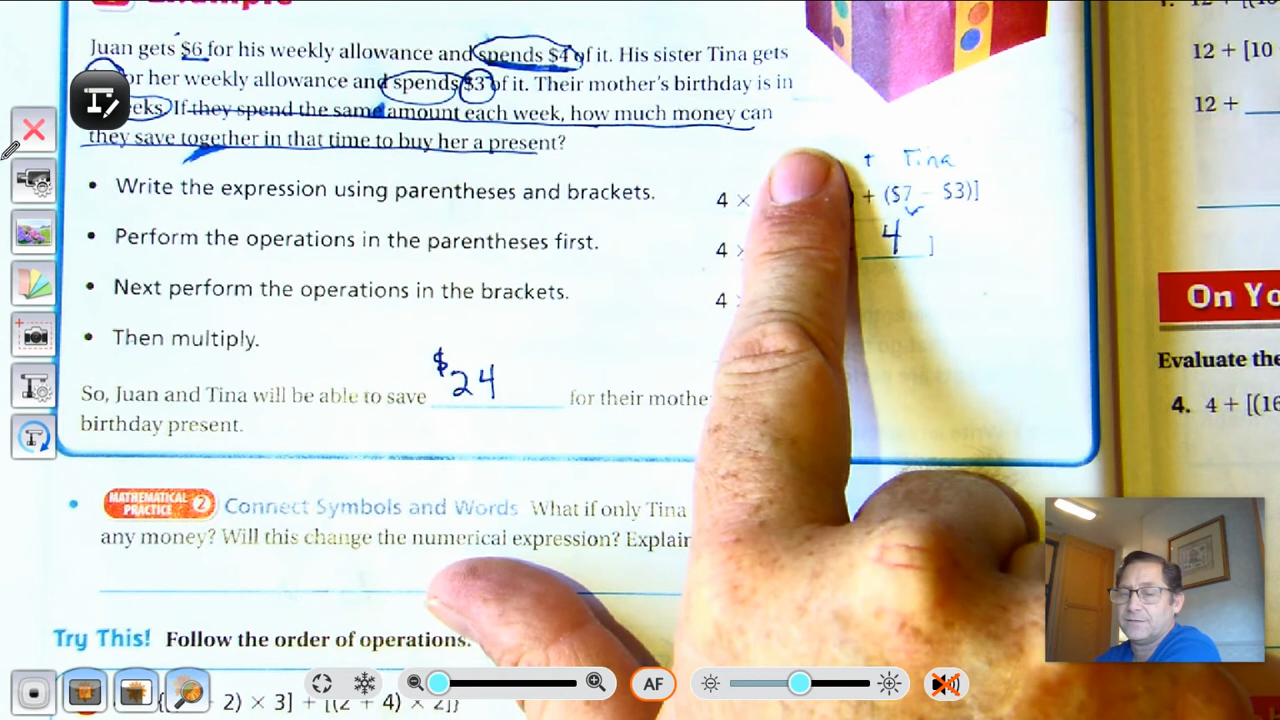 Example
Juan gets $6 for his weekly allowance and spends $4 of it. His sister Tina gets
for her weekly allowance and spends $3 of it. Their mother's birthday is in
If they spend the same amount each week, how much money can
they save together in that time to buy her a present?
+ Tina
• Write the expression using parentheses and brackets. 4 × + ($7 − $3)]
• Perform the operations in the parentheses first. 4 × 4 ]
• Next perform the operations in the brackets. 4
• Then multiply.
So, Juan and Tina will be able to save $24 for their
birthday present.
• MATHEMATICAL PRACTICE 2 Connect Symbols and Words What if only Tina
any money? Will this change the numerical expression? Explain
Try This! Follow the order of operations.
2) × 3] + [(2 + 4) × 2]}
12 + [10
12 +
On Yo
Evaluate the
4. 4 + [(16
AF